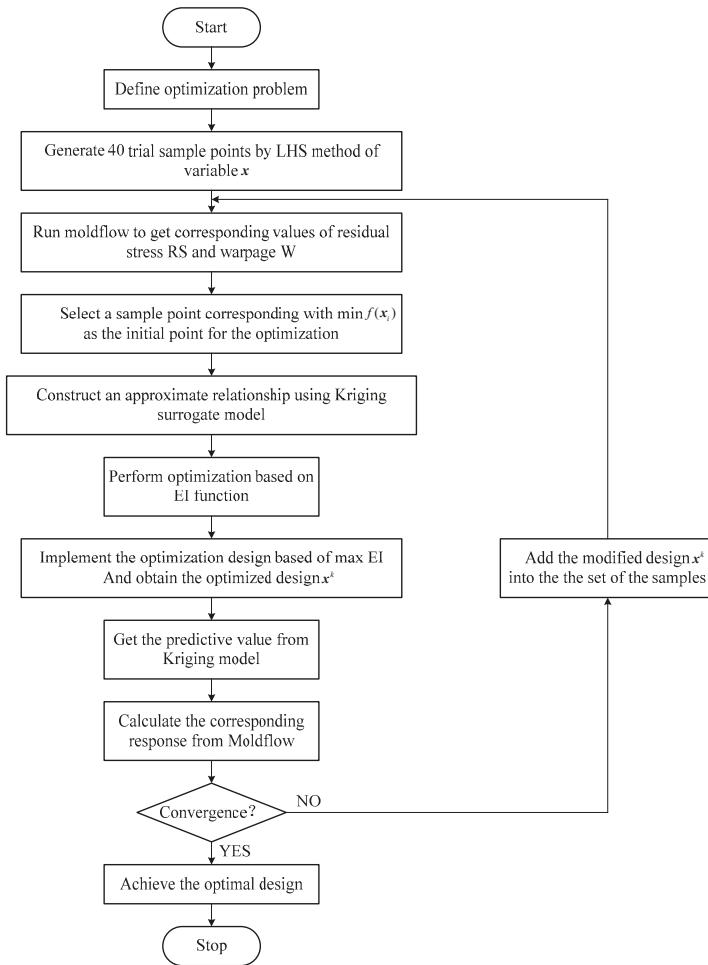 Start
Define optimization problem
Generate 40 trial sample points by LHS method of
variable x
Run moldflow to get corresponding values of residual
stress RS and warpage W
Select a sample point corresponding with min f(xᵢ)
as the initial point for the optimization
Construct an approximate relationship using Kriging
surrogate model
Perform optimization based on
EI function
Implement the optimization design based of max EI
And obtain the optimized design xᵏ
Add the modified design xᵏ
into the the set of the samples
Get the predictive value from
Kriging model
Calculate the corresponding
response from Moldflow
Convergence?
NO
YES
Achieve the optimal design
Stop